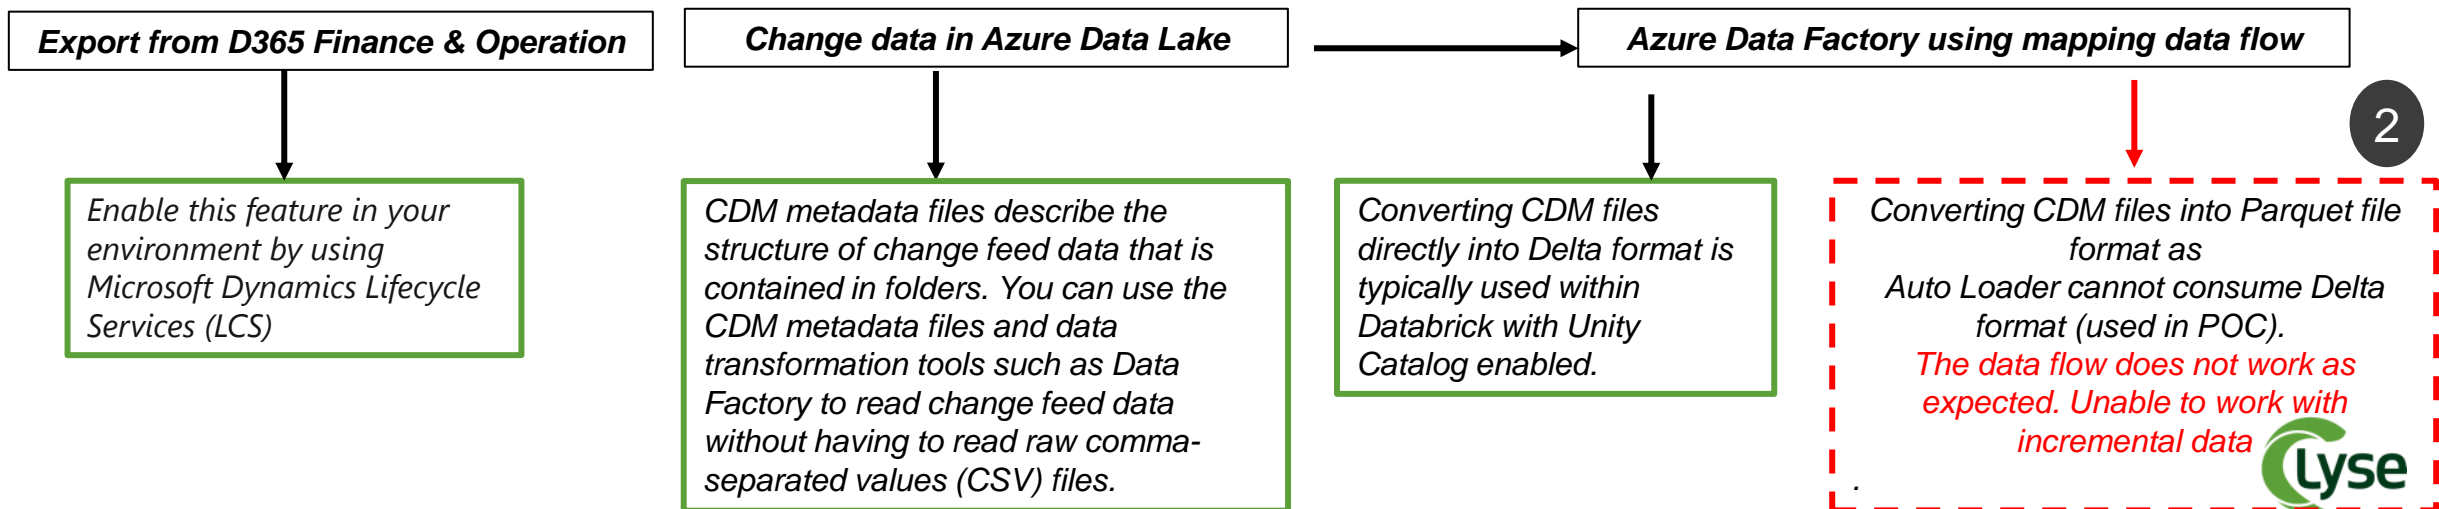 Export from D365 Finance & Operation
Change data in Azure Data Lake
Azure Data Factory using mapping data flow
2
Enable this feature in your
environment by using
Microsoft Dynamics Lifecycle
Services (LCS)
CDM metadata files describe the
structure of change feed data that is
contained in folders. You can use the
CDM metadata files and data
transformation tools such as Data
Factory to read change feed data
without having to read raw comma-
separated values (CSV) files.
Converting CDM files
directly into Delta format is
typically used within
Databrick with Unity
Catalog enabled.
Converting CDM files into Parquet file
format as
Auto Loader cannot consume Delta
format (used in POC).
The data flow does not work as
expected. Unable to work with
incremental data
.
Lyse